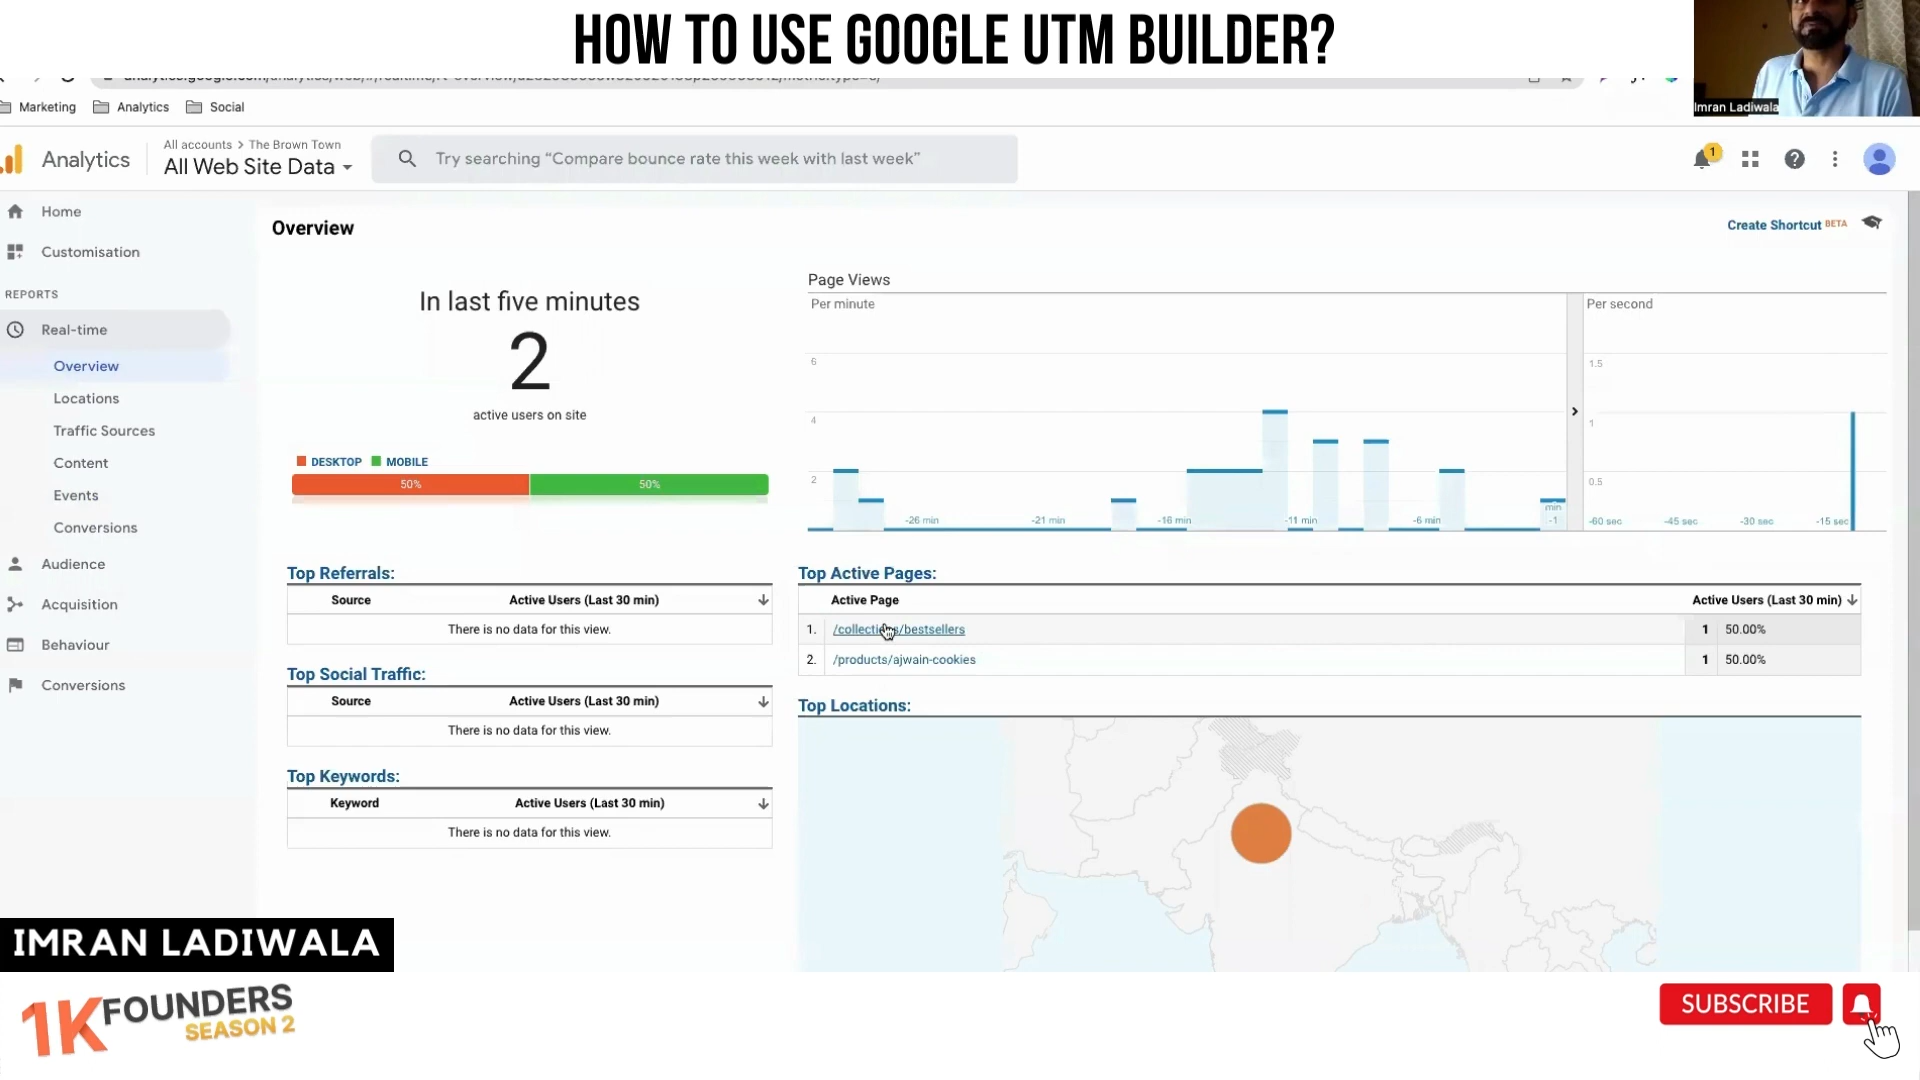 HOW TO USE GOOGLE UTM BUILDER?
Imran Ladiwala
Marketing Analytics Social
Analytics
All accounts > The Brown Town
All Web Site Data
Try searching “Compare bounce rate this week with last week”
1
Home
Customisation
REPORTS
Real-time
Overview
Locations
Traffic Sources
Content
Events
Conversions
Audience
Acquisition
Behaviour
Conversions
Overview
Create Shortcut BETA
In last five minutes
2
active users on site
DESKTOP MOBILE
50% 50%
Page Views
Per minute
6
4
2
-26 min -21 min -16 min -11 min -6 min
min
-1
Per second
1.5
1
0.5
-60 sec -45 sec -30 sec -15 sec
Top Referrals:
Source Active Users (Last 30 min)
There is no data for this view.
Top Social Traffic:
Source Active Users (Last 30 min)
There is no data for this view.
Top Keywords:
Keyword Active Users (Last 30 min)
There is no data for this view.
Top Active Pages:
Active Page Active Users (Last 30 min)
1. /collections/bestsellers 1 50.00%
2. /products/ajwain-cookies 1 50.00%
Top Locations:
IMRAN LADIWALA
1K FOUNDERS
SEASON 2
SUBSCRIBE